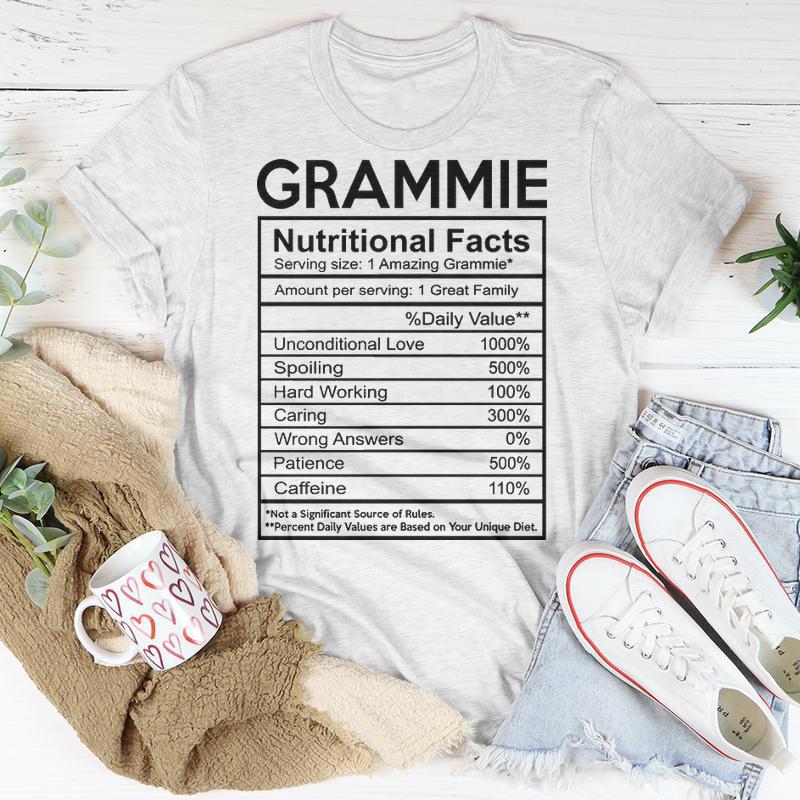 GRAMMIE
Nutritional Facts
Serving size: 1 Amazing Grammie*
Amount per serving: 1 Great Family
%Daily Value**
Unconditional Love 1000%
Spoiling 500%
Hard Working 100%
Caring 300%
Wrong Answers 0%
Patience 500%
Caffeine 110%
*Not a Significant Source of Rules.
**Percent Daily Values are Based on Your Unique Diet.